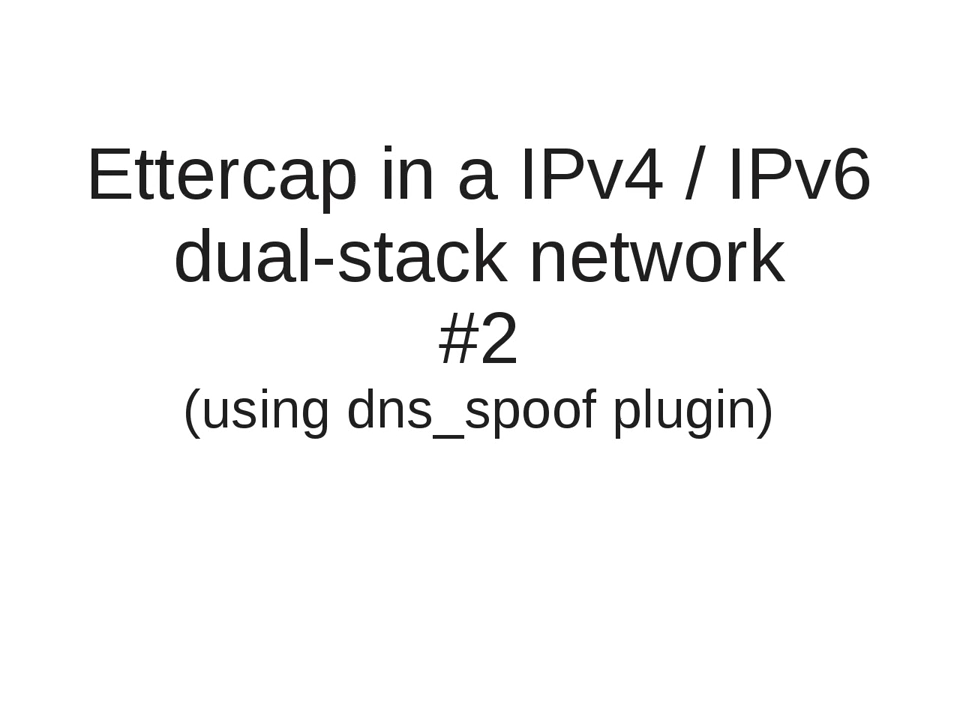 Ettercap in a IPv4 / IPv6
dual-stack network
#2
(using dns_spoof plugin)